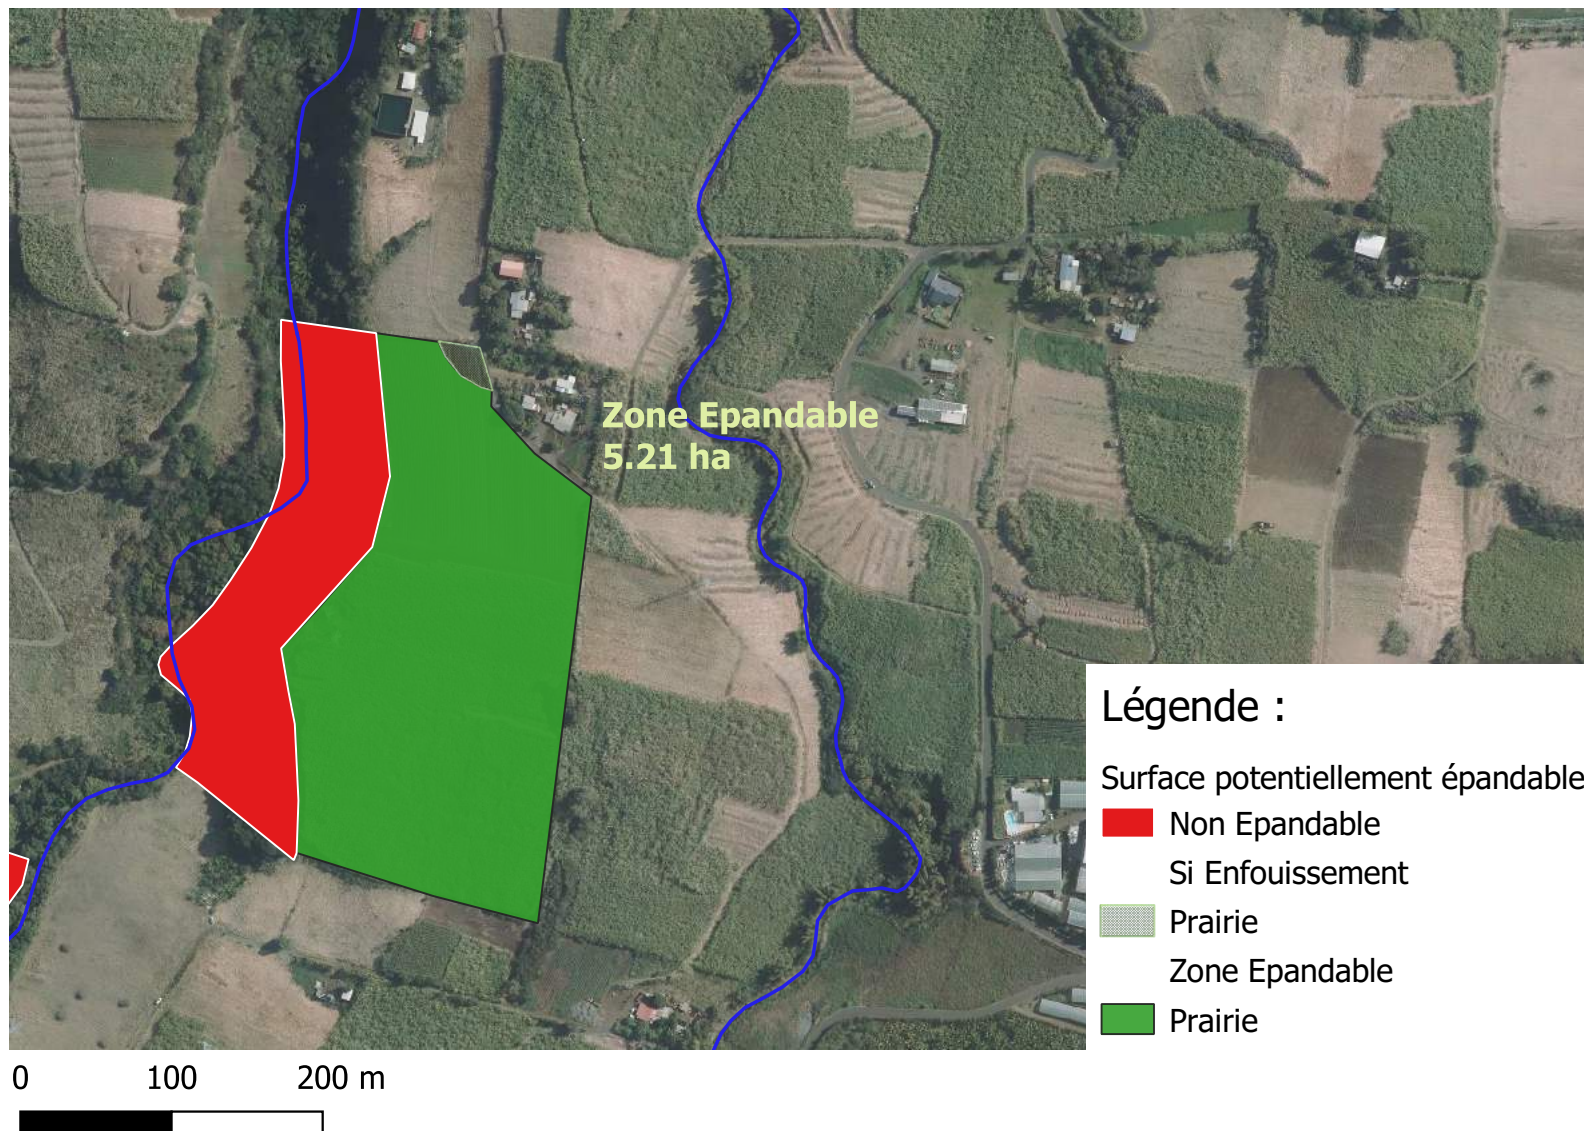 Zone Epandable
5.21 ha
Légende :
Surface potentiellement épandable
Non Epandable
Si Enfouissement
Prairie
Zone Epandable
Prairie
0 100 200 m